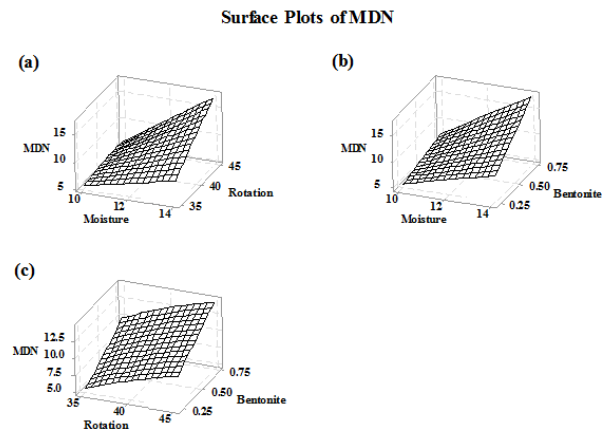 Surface Plots of MDN
(a)
15
MDN
10
5
10
12
14
Moisture
35
40
45
Rotation
(b)
15
MDN
10
5
10
12
14
Moisture
0.25
0.50
0.75
Bentonite
(c)
12.5
MDN
10.0
7.5
5.0
35
40
45
Rotation
0.25
0.50
0.75
Bentonite